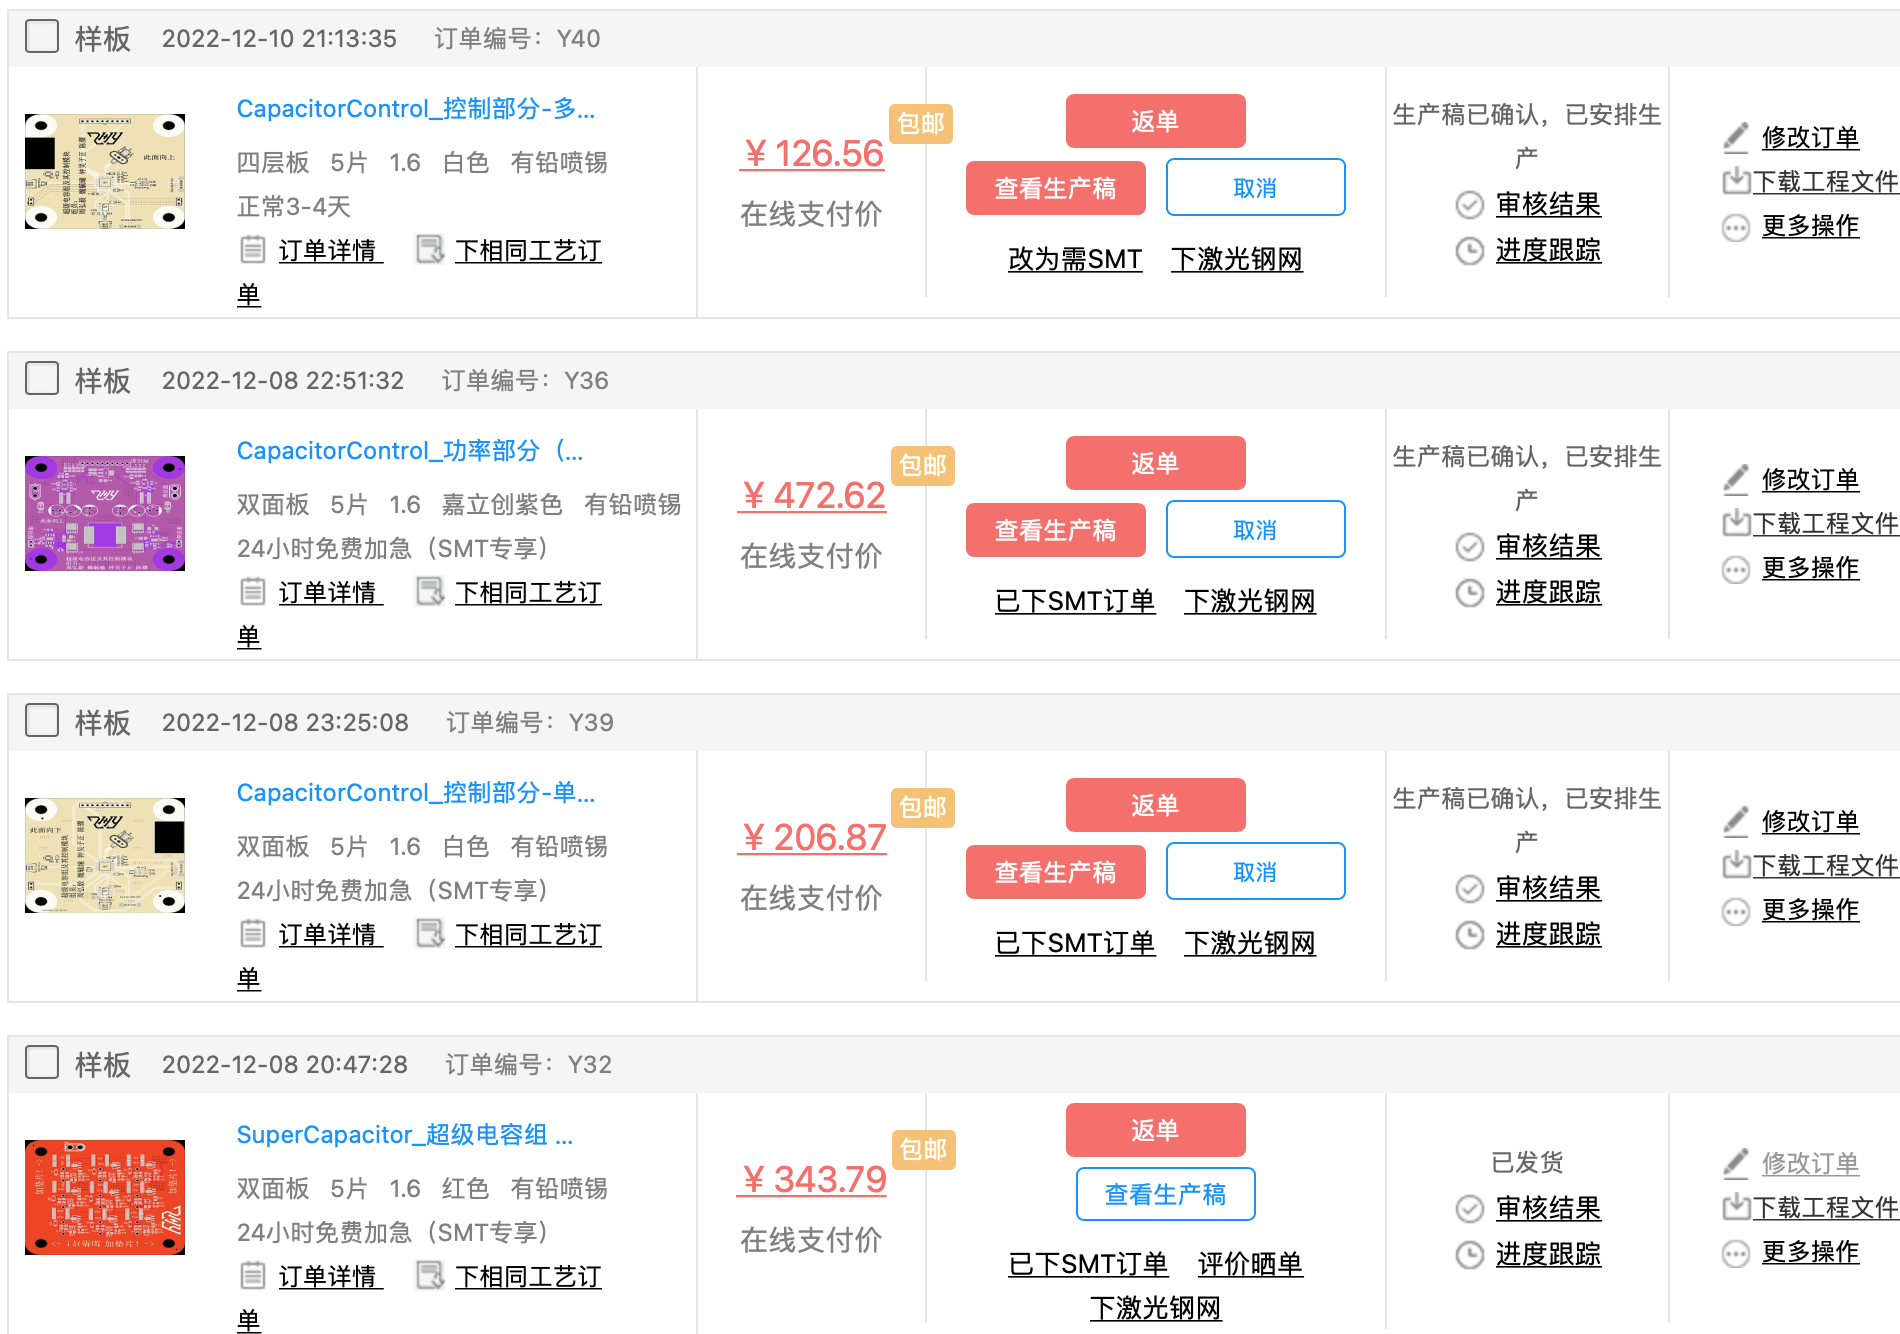 样板 2022-12-10 21:13:35 订单编号：Y40
CapacitorControl_控制部分-多...
四层板 5片 1.6 白色 有铅喷锡
正常3-4天
订单详情 下相同工艺订
单
包邮
￥126.56
在线支付价
返单
查看生产稿 取消
改为需SMT 下激光钢网
生产稿已确认，已安排生
产
审核结果
进度跟踪
修改订单
下载工程文件
更多操作
样板 2022-12-08 22:51:32 订单编号：Y36
CapacitorControl_功率部分（...
双面板 5片 1.6 嘉立创紫色 有铅喷锡
24小时免费加急（SMT专享）
订单详情 下相同工艺订
单
包邮
￥472.62
在线支付价
返单
查看生产稿 取消
已下SMT订单 下激光钢网
生产稿已确认，已安排生
产
审核结果
进度跟踪
修改订单
下载工程文件
更多操作
样板 2022-12-08 23:25:08 订单编号：Y39
CapacitorControl_控制部分-单...
双面板 5片 1.6 白色 有铅喷锡
24小时免费加急（SMT专享）
订单详情 下相同工艺订
单
包邮
￥206.87
在线支付价
返单
查看生产稿 取消
已下SMT订单 下激光钢网
生产稿已确认，已安排生
产
审核结果
进度跟踪
修改订单
下载工程文件
更多操作
样板 2022-12-08 20:47:28 订单编号：Y32
SuperCapacitor_超级电容组 ...
双面板 5片 1.6 红色 有铅喷锡
24小时免费加急（SMT专享）
订单详情 下相同工艺订
单
包邮
￥343.79
在线支付价
返单
查看生产稿
已下SMT订单 评价晒单
下激光钢网
已发货
审核结果
进度跟踪
修改订单
下载工程文件
更多操作